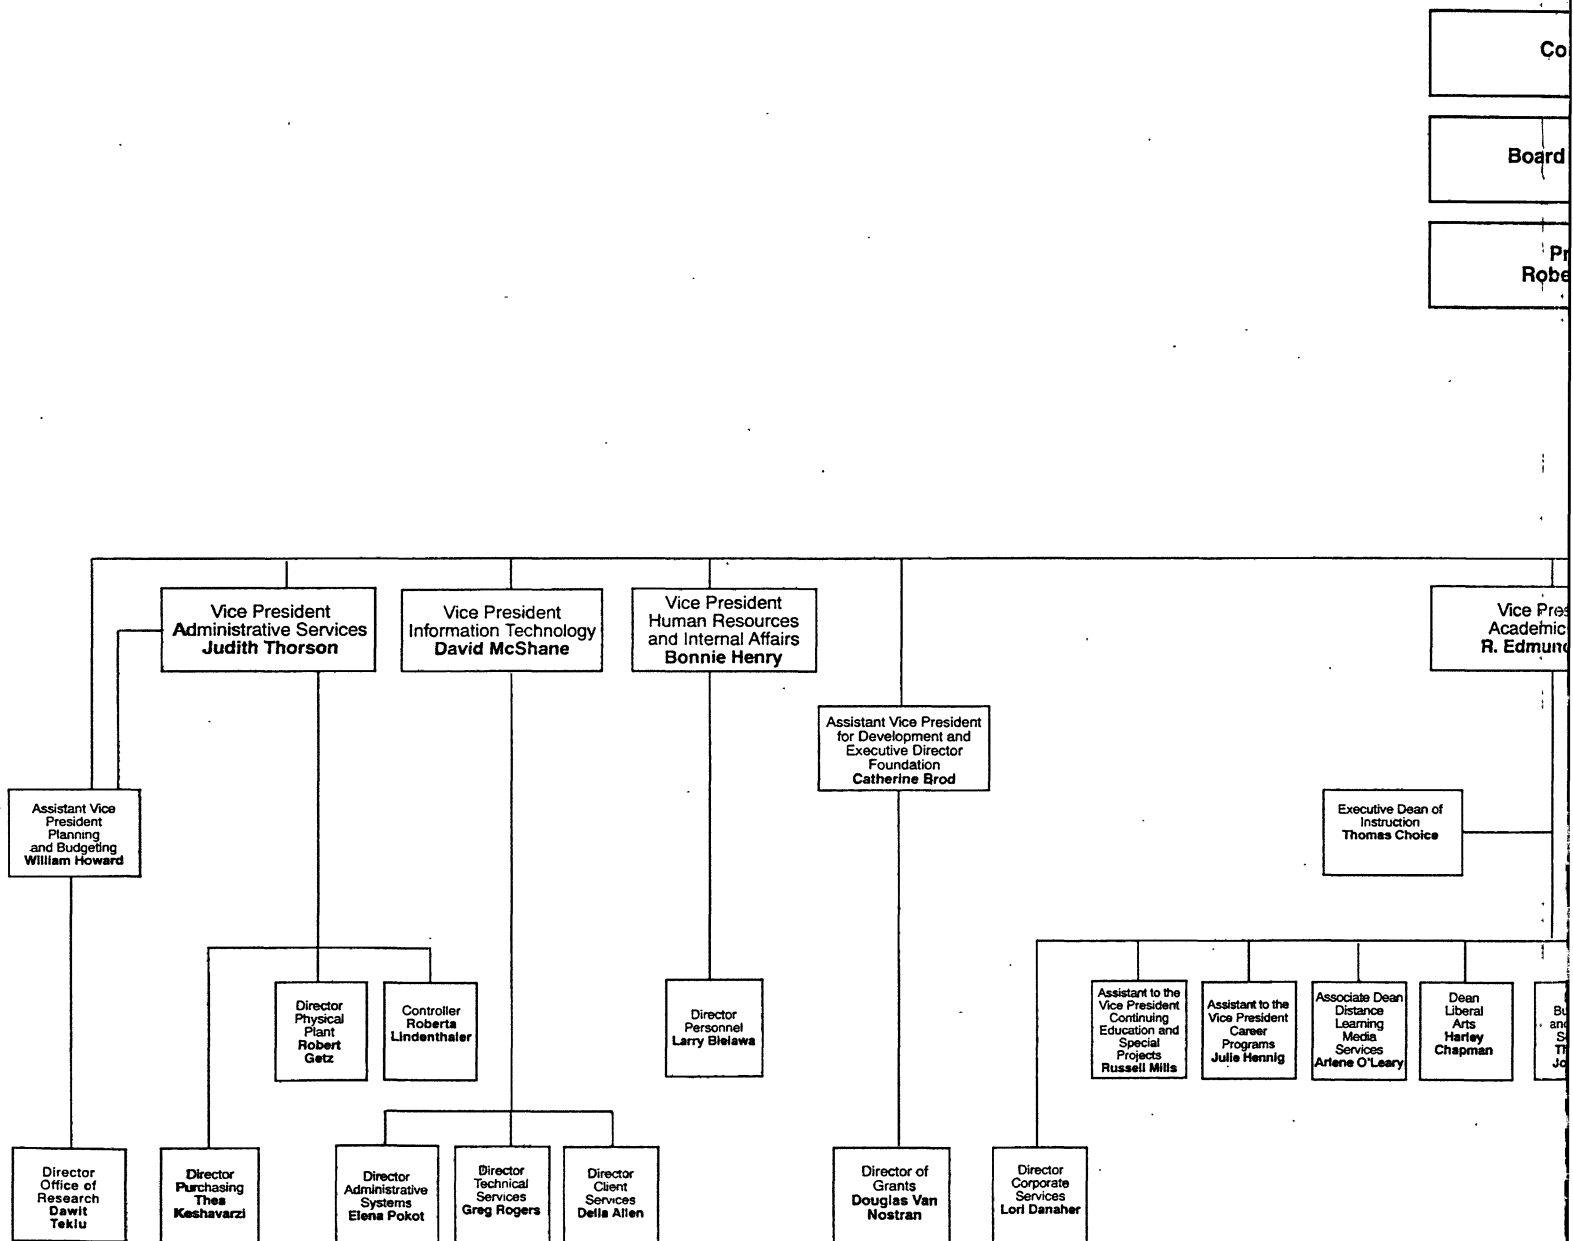 Co
Board
Pr
Robe
Vice President
Administrative Services
Judith Thorson
Vice President
Information Technology
David McShane
Vice President
Human Resources
and Internal Affairs
Bonnie Henry
Vice Pres
Academic
R. Edmund
Assistant Vice President
for Development and
Executive Director
Foundation
Catherine Brod
Assistant Vice
President
Planning
and Budgeting
William Howard
Executive Dean of
Instruction
Thomas Choice
Director
Physical
Plant
Robert
Getz
Controller
Roberta
Lindenthaler
Director
Personnel
Larry Bielawa
Assistant to the
Vice President
Continuing
Education and
Special
Projects
Russell Mills
Assistant to the
Vice President
Career
Programs
Julie Hennig
Associate Dean
Distance
Learning
Media
Services
Arlene O'Leary
Dean
Liberal
Arts
Harley
Chapman
Bu
and
S
Th
Jo
Director
Office of
Research
Dawit
Teklu
Director
Purchasing
Thea
Keshavarzi
Director
Administrative
Systems
Elena Pokot
Director
Technical
Services
Greg Rogers
Director
Client
Services
Della Allen
Director of
Grants
Douglas Van
Nostran
Director
Corporate
Services
Lori Danaher